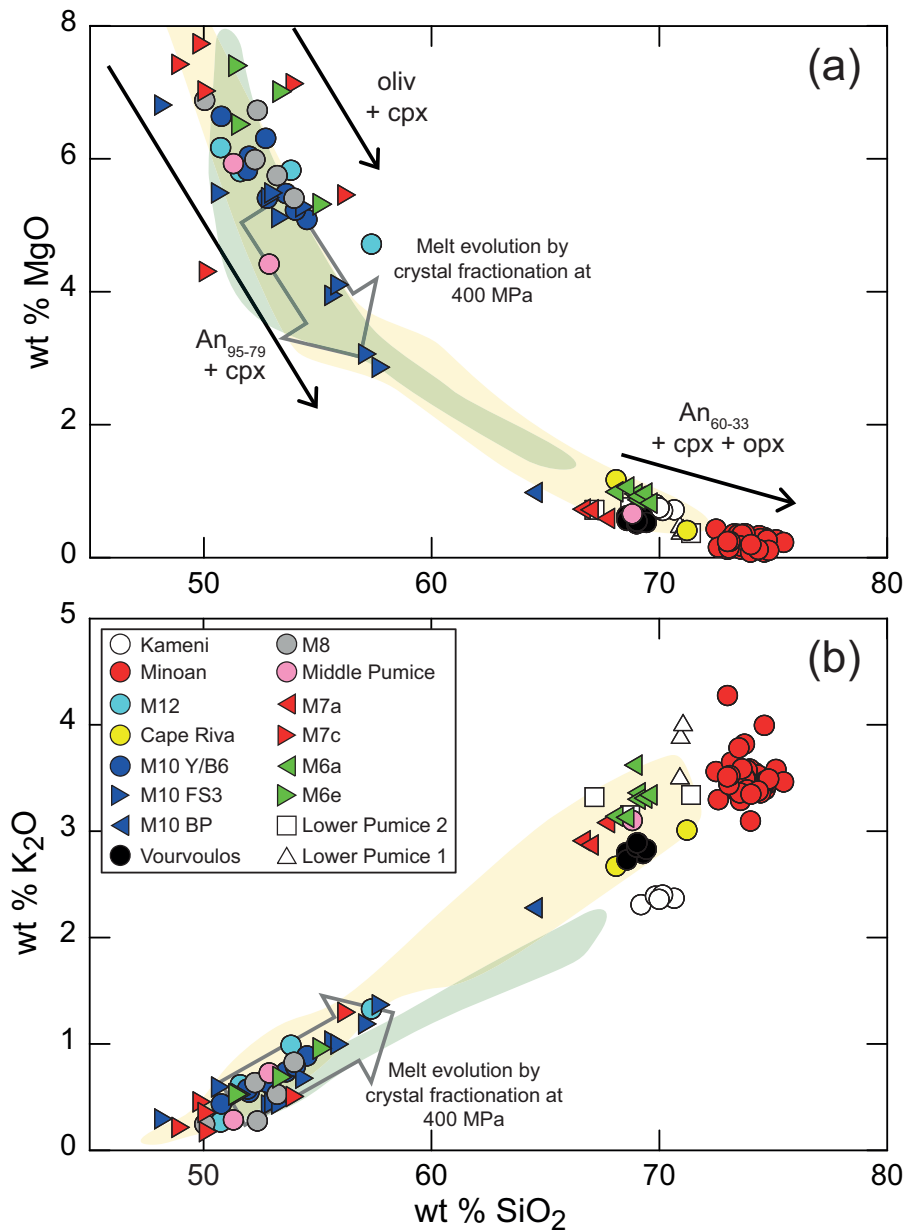 (a)
8
6
4
2
0
wt % MgO
oliv
+ cpx
Melt evolution by
crystal fractionation at
400 MPa
An95-79
+ cpx
An60-33
+ cpx + opx
50
60
70
80
(b)
5
4
3
2
1
0
wt % K2O
Kameni
Minoan
M12
Cape Riva
M10 Y/B6
M10 FS3
M10 BP
Vourvoulos
M8
Middle Pumice
M7a
M7c
M6a
M6e
Lower Pumice 2
Lower Pumice 1
Melt evolution by
crystal fractionation at
400 MPa
50
60
70
80
wt % SiO2